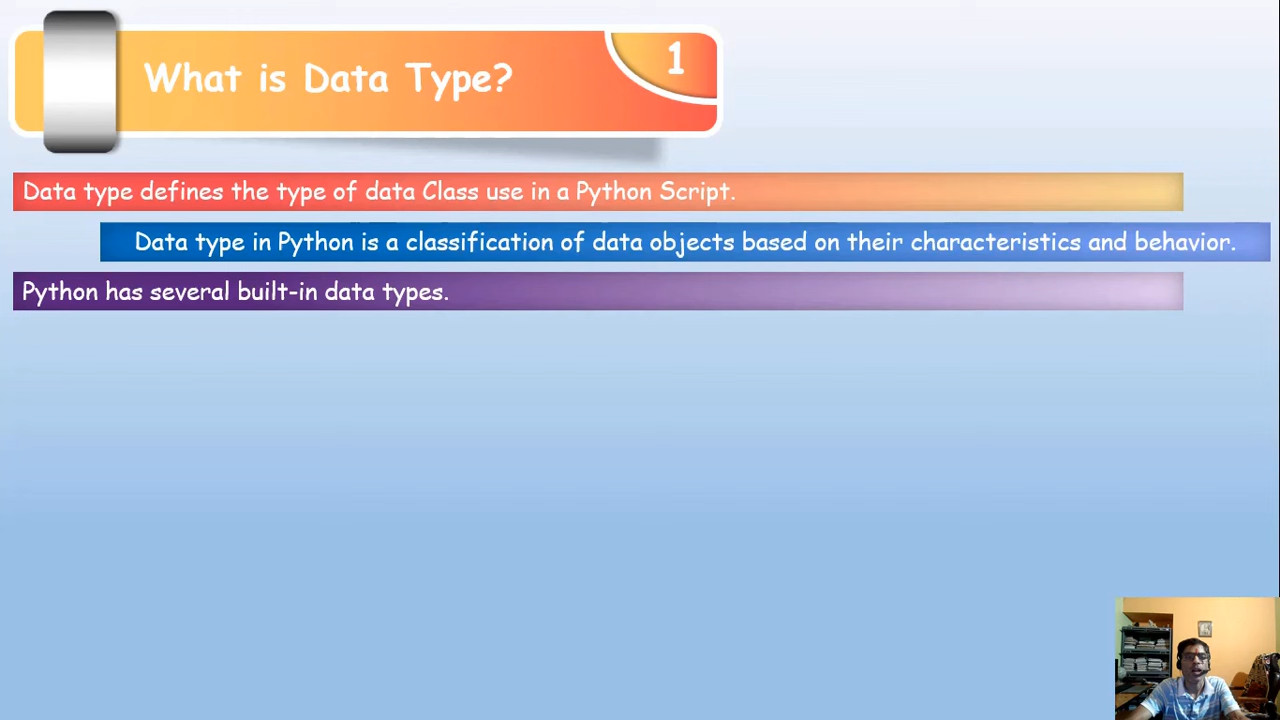 What is Data Type?
1
Data type defines the type of data Class use in a Python Script.
Data type in Python is a classification of data objects based on their characteristics and behavior.
Python has several built-in data types.